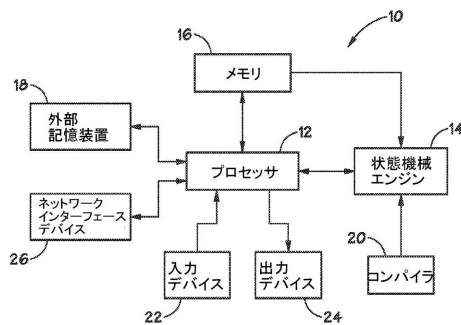 10
16
メモリ
18
外部
記憶装置
12
プロセッサ
14
状態機械
エンジン
ネットワーク
インターフェース
デバイス
26
入力
デバイス
22
出力
デバイス
24
20
コンパイラ